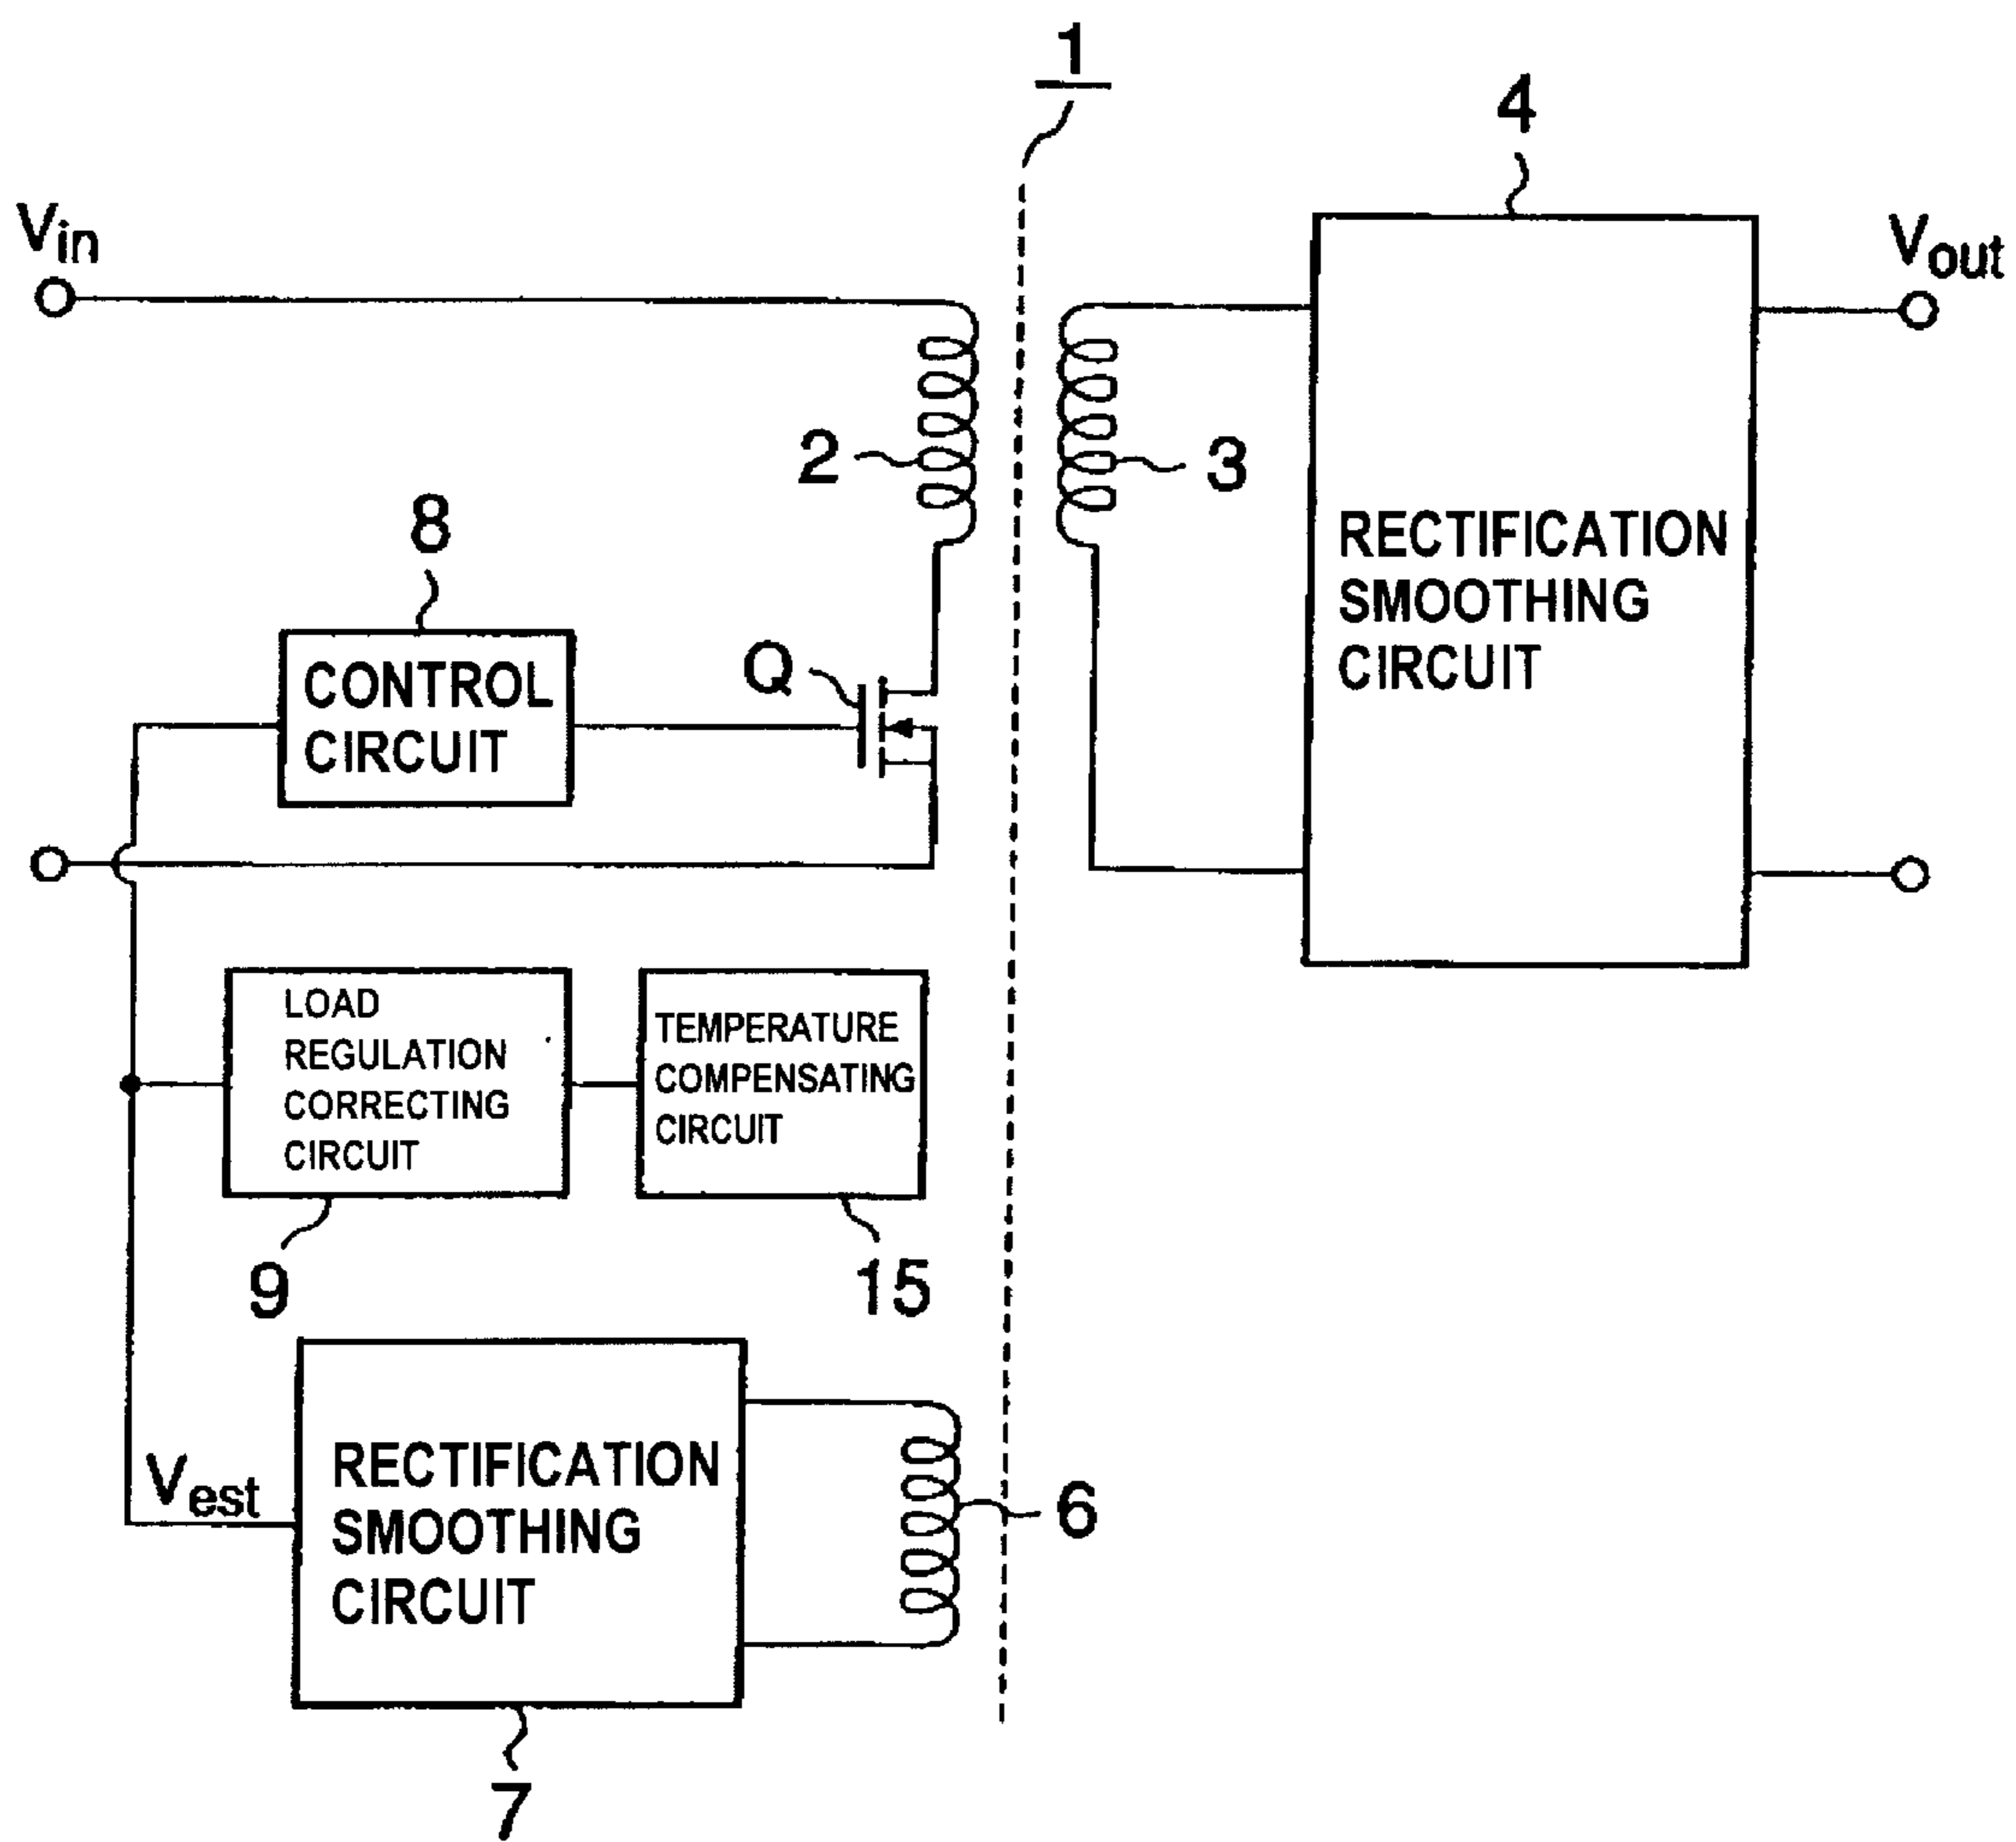 1
4
Vin
Vout
2
3
RECTIFICATION
SMOOTHING
CIRCUIT
8
CONTROL
CIRCUIT
Q
LOAD
REGULATION
CORRECTING
CIRCUIT
TEMPERATURE
COMPENSATING
CIRCUIT
9
15
Vest
RECTIFICATION
SMOOTHING
CIRCUIT
6
7